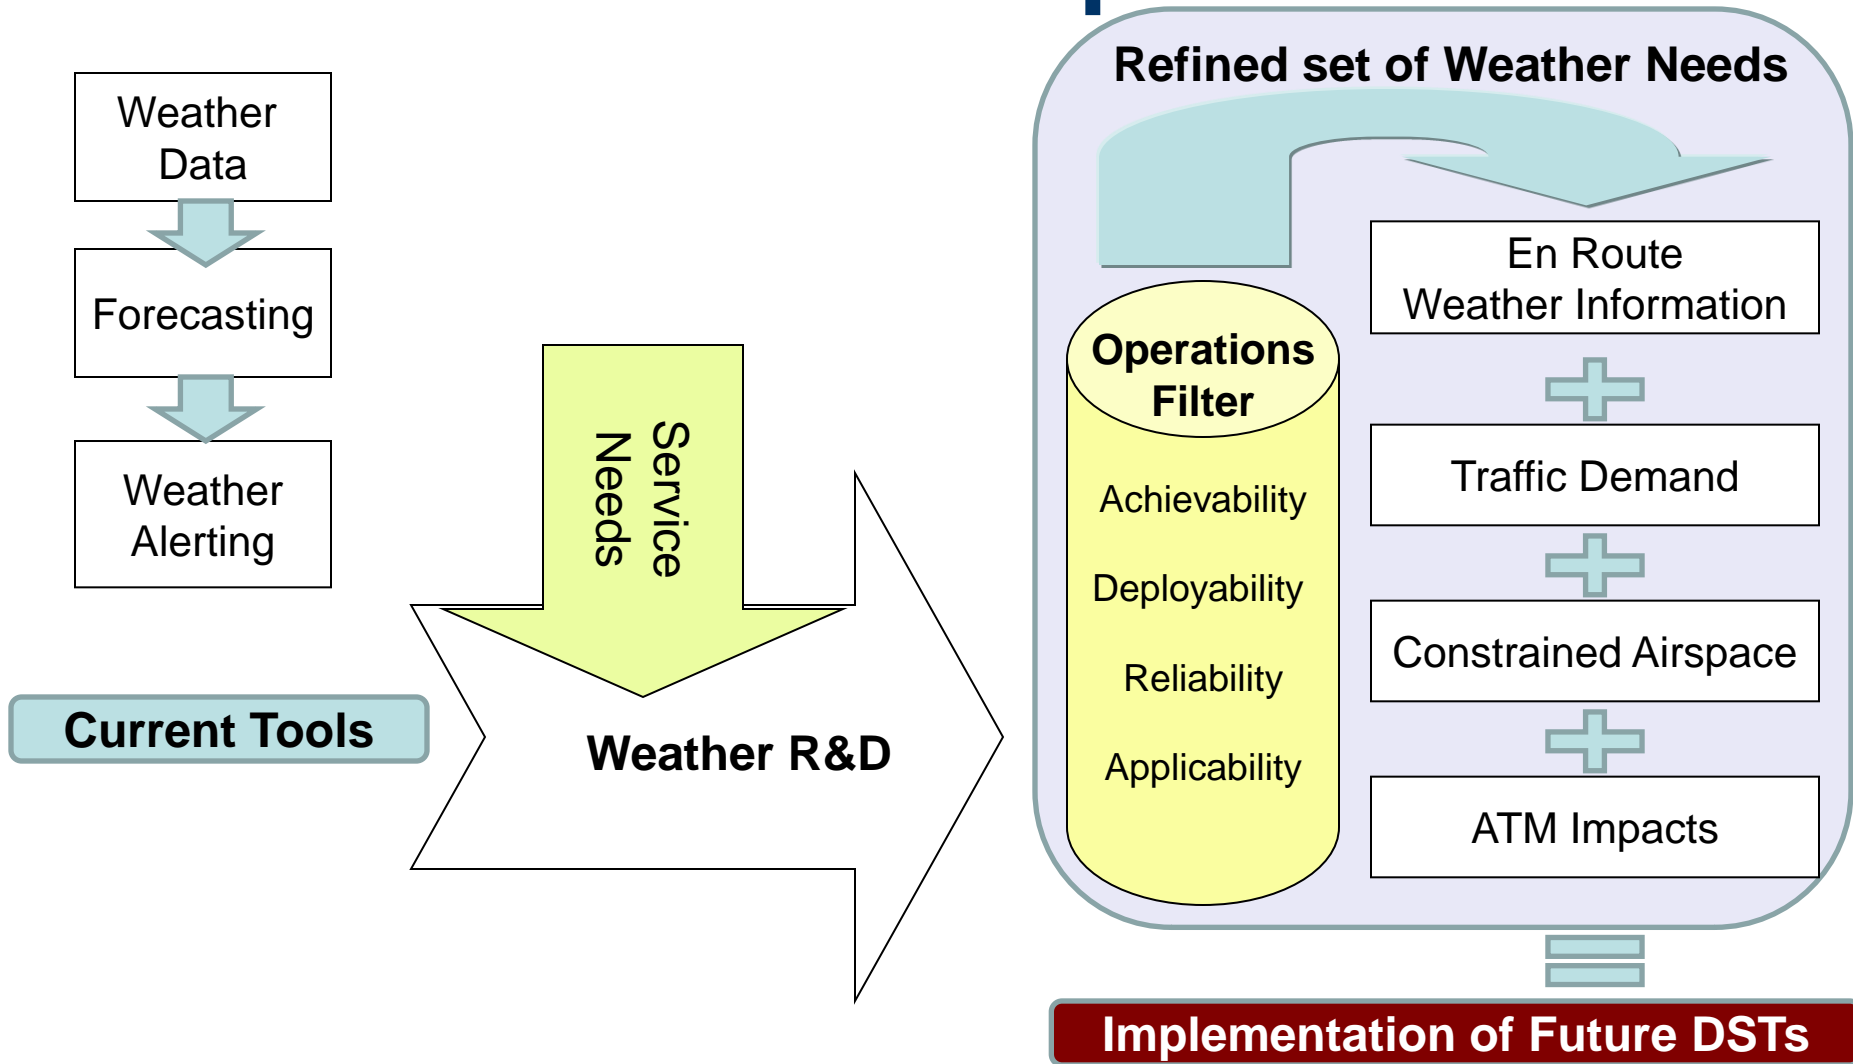 Weather
Data
Forecasting
Weather
Alerting
Current Tools
Service
Needs
Weather R&D
Refined set of Weather Needs
Operations
Filter
Achievability
Deployability
Reliability
Applicability
En Route
Weather Information
Traffic Demand
Constrained Airspace
ATM Impacts
Implementation of Future DSTs